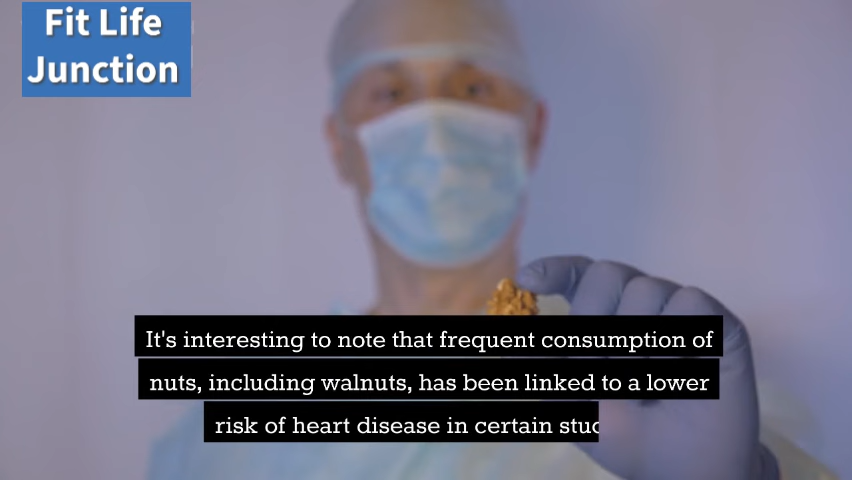 Fit Life
Junction
It's interesting to note that frequent consumption of
nuts, including walnuts, has been linked to a lower
risk of heart disease in certain